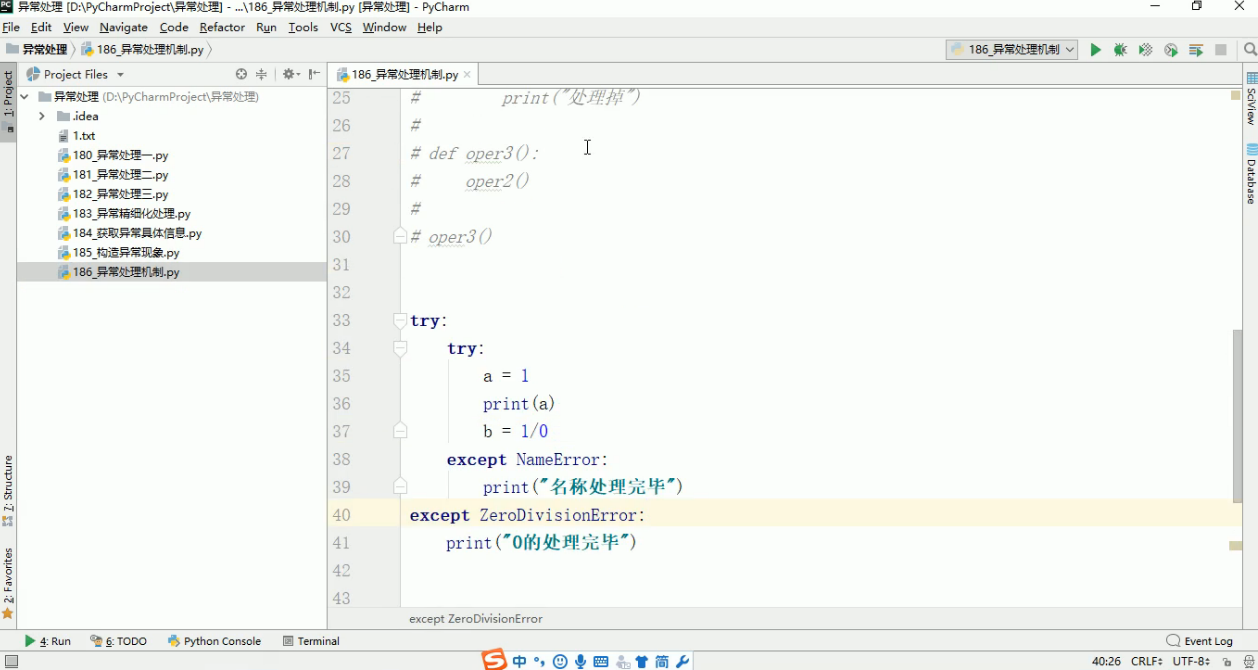 PC 异常处理 [D:\PyCharmProject\异常处理] - ...\186_异常处理机制.py [异常处理] - PyCharm
File Edit View Navigate Code Refactor Run Tools VCS Window Help
异常处理 186_异常处理机制.py 186_异常处理机制
1: Project
Project Files
186_异常处理机制.py
异常处理 (D:\PyCharmProject\异常处理)
.idea
1.txt
180_异常处理一.py
181_异常处理二.py
182_异常处理三.py
183_异常精细化处理.py
184_获取异常具体信息.py
185_构造异常现象.py
186_异常处理机制.py
25 #         print("处理掉")
26 #
27 # def oper3():
28 #     oper2()
29 #
30 # oper3()
31
32
33 try:
34     try:
35         a = 1
36         print(a)
37         b = 1/0
38     except NameError:
39         print("名称处理完毕")
40 except ZeroDivisionError:
41     print("0的处理完毕")
42
43
except ZeroDivisionError
SciView
Database
7: Structure
2: Favorites
4: Run 6: TODO Python Console Terminal Event Log
S 中 简
40:26 CRLF UTF-8